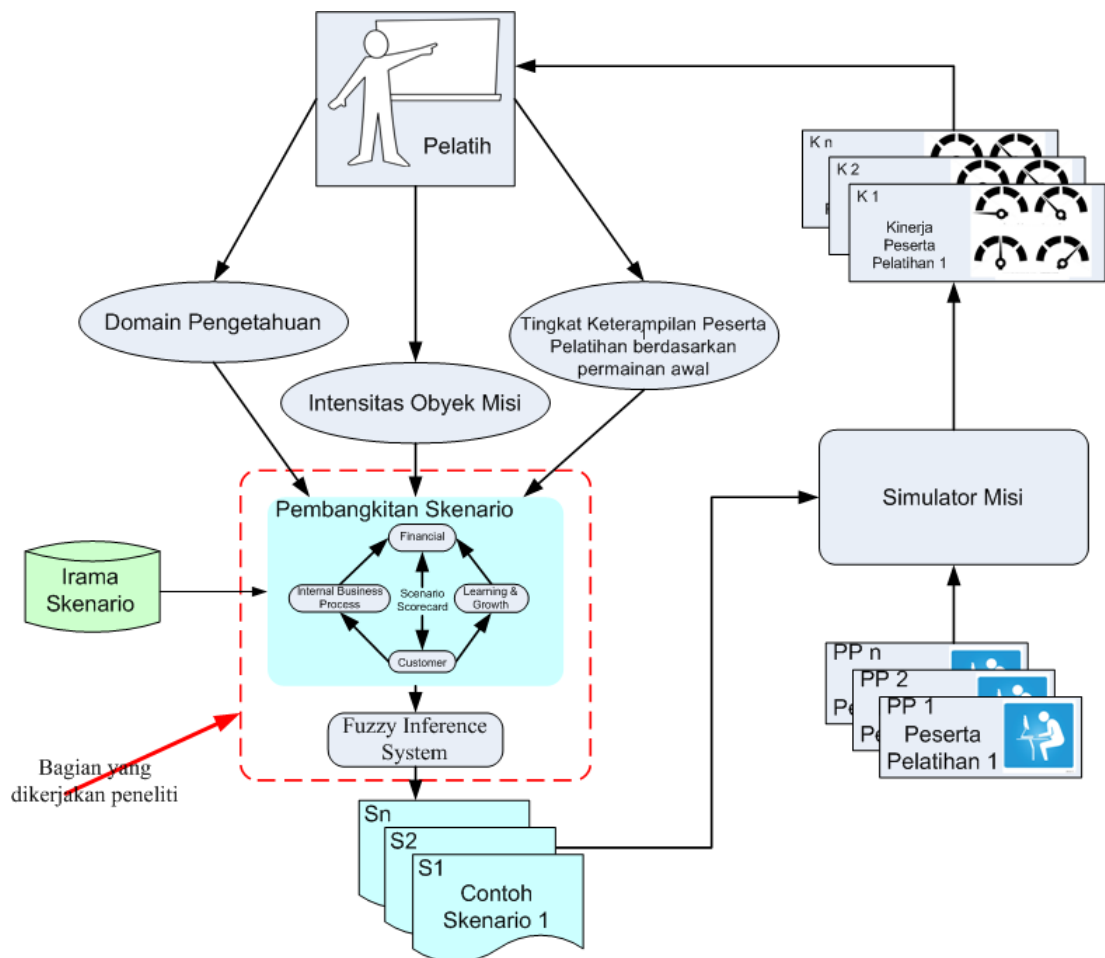 Pelatih
K n
K 2
K 1
Kinerja
Peserta
Pelatihan 1
Domain Pengetahuan
Tingkat Keterampilan Peserta
Pelatihan berdasarkan
permainan awal
Intensitas Obyek Misi
Simulator Misi
Pembangkitan Skenario
Financial
Internal Business
Process
Scenario
Scorecard
Learning &
Growth
Customer
Irama
Skenario
Fuzzy Inference
System
Bagian yang
dikerjakan peneliti
PP n
PP 2
PP 1
Peserta
Pelatihan 1
Sn
S2
S1
Contoh
Skenario 1